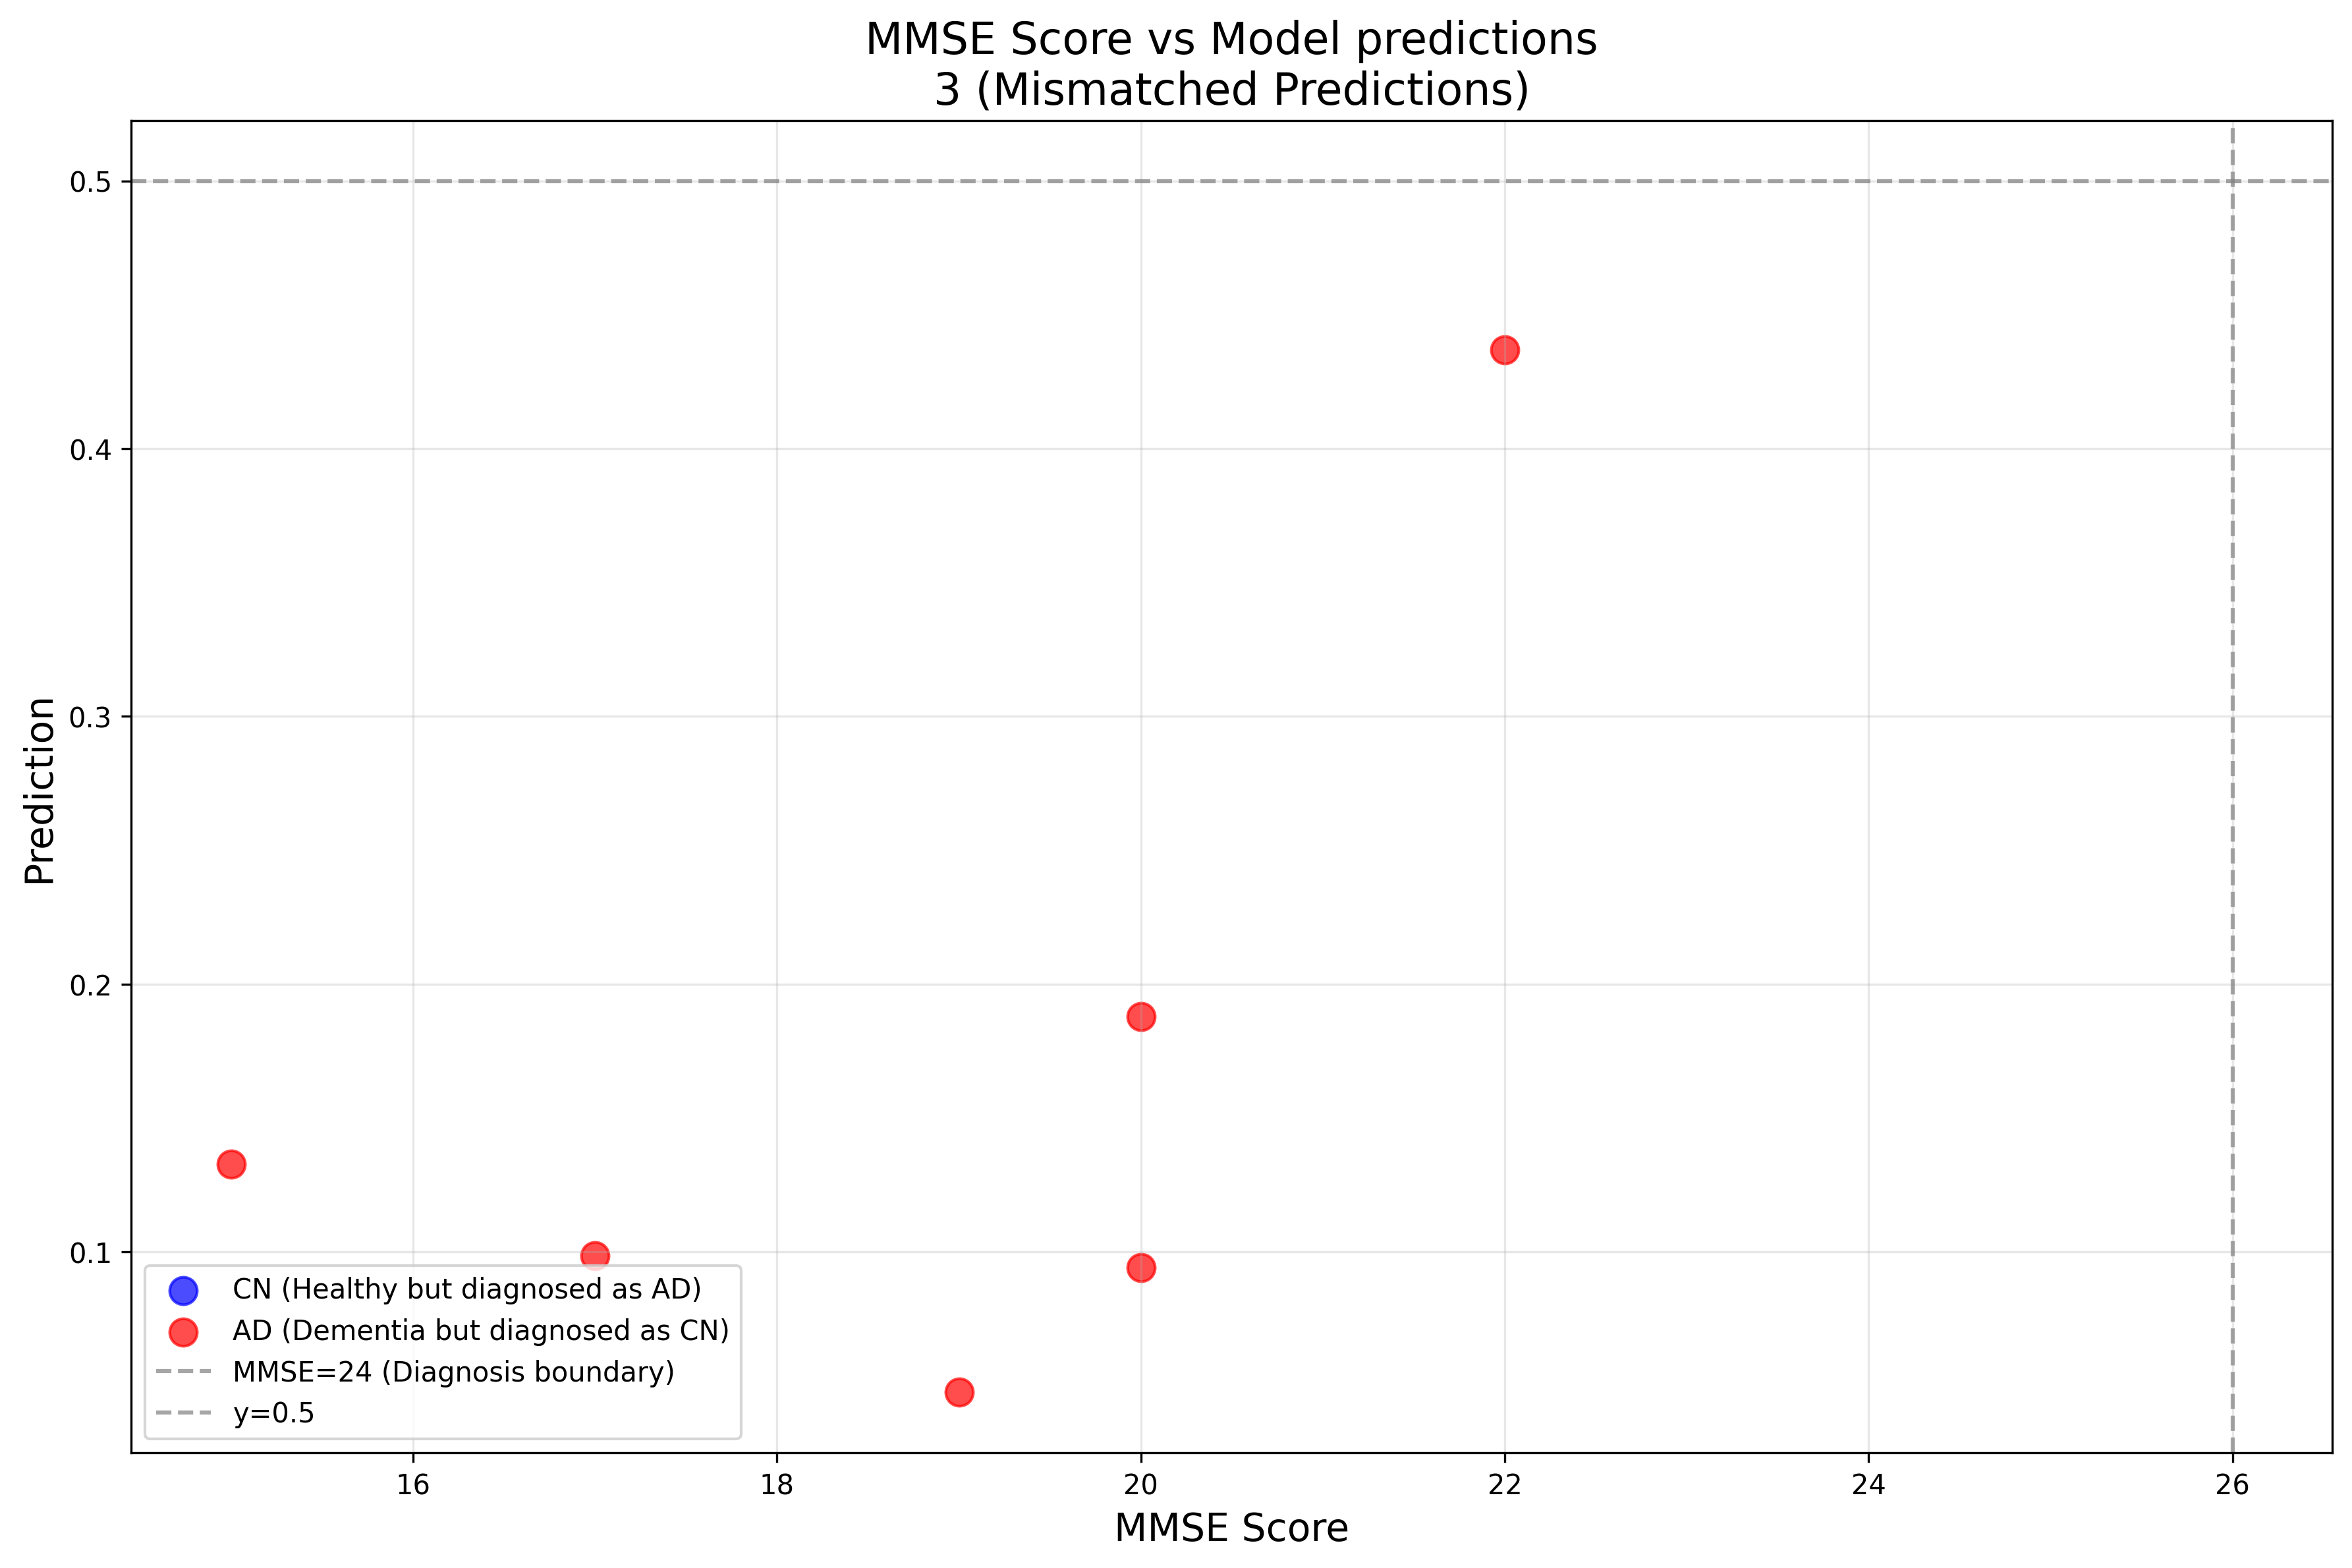 MMSE Score vs Model predictions
3 (Mismatched Predictions)
0.5
0.4
0.3
0.2
0.1
Prediction
CN (Healthy but diagnosed as AD)
AD (Dementia but diagnosed as CN)
MMSE=24 (Diagnosis boundary)
y=0.5
16 18 20 22 24 26
MMSE Score